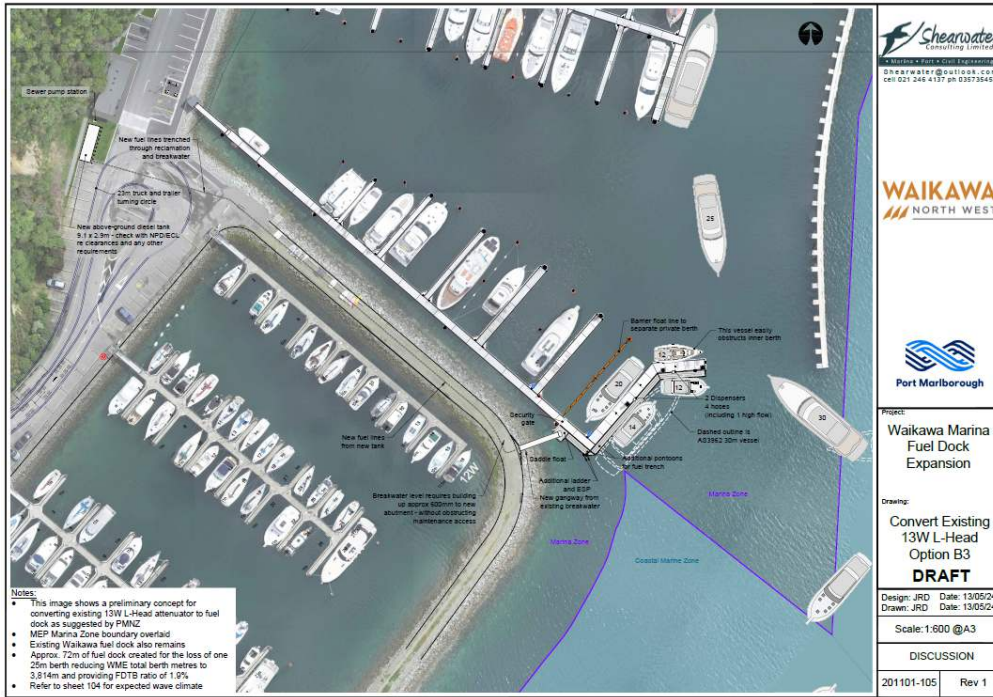 Sewer pump station
New fuel lines trenched
through reclamation
and breakwater
23m truck and trailer
turning circle
New above-ground diesel tank
9.1 x 2.9m - check with NPD/ECL
re clearances and any other
requirements
25
Barrier float line to
separate private berth
This vessel easily
obstructs inner berth
12
20
12
14
30
2 Dispensers
4 hoses
(including 1 high flow)
Dashed outline is
A03962 30m vessel
Security
gate
Saddle float
Additional pontoons
for fuel trench
Additional ladder
and ESP
New gangway from
existing breakwater
New fuel lines
from new tank
12W
Breakwater level requires building
up approx 600mm to new
abutment - without obstructing
maintenance access
Marina Zone
Marina Zone
Coastal Marine Zone
Notes:
• This image shows a preliminary concept for
converting existing 13W L-Head attenuator to fuel
dock as suggested by PMNZ
• MEP Marina Zone boundary overlaid
• Existing Waikawa fuel dock also remains
• Approx. 72m of fuel dock created for the loss of one
25m berth reducing WME total berth metres to
3,814m and providing FDTB ratio of 1.9%
• Refer to sheet 104 for expected wave climate
Shearwater
Consulting Limited
• Marine • Port • Civil Engineering
Shearwater@outlook.com
cell 021 246 4137 ph 03573545
WAIKAWA
NORTH WEST
Port Marlborough
Project:
Waikawa Marina
Fuel Dock
Expansion
Drawing:
Convert Existing
13W L-Head
Option B3
DRAFT
Design: JRD Date: 13/05/24
Drawn: JRD Date: 13/05/24
Scale:1:600 @A3
DISCUSSION
201101-105 Rev 1